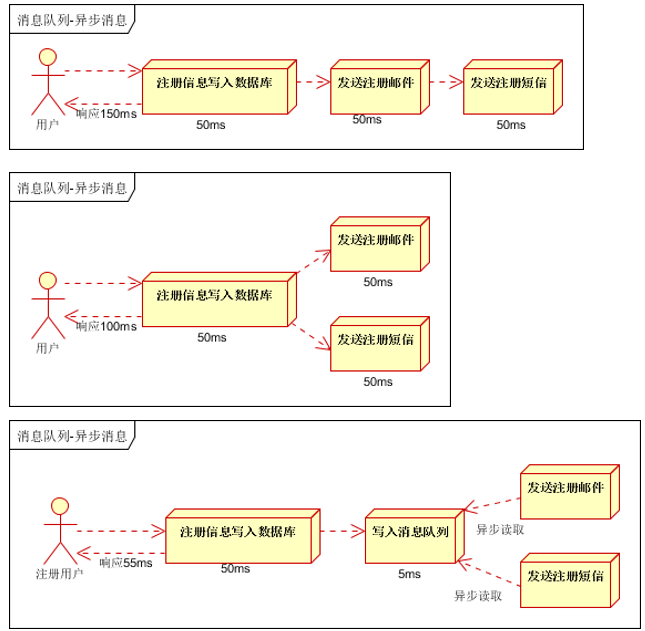 消息队列-异步消息
注册信息写入数据库
发送注册邮件
发送注册短信
响应150ms
用户
50ms
50ms
50ms
消息队列-异步消息
发送注册邮件
50ms
注册信息写入数据库
响应100ms
用户
50ms
发送注册短信
50ms
消息队列-异步消息
发送注册邮件
注册信息写入数据库
写入消息队列
异步读取
响应55ms
注册用户
50ms
5ms
发送注册短信
异步读取